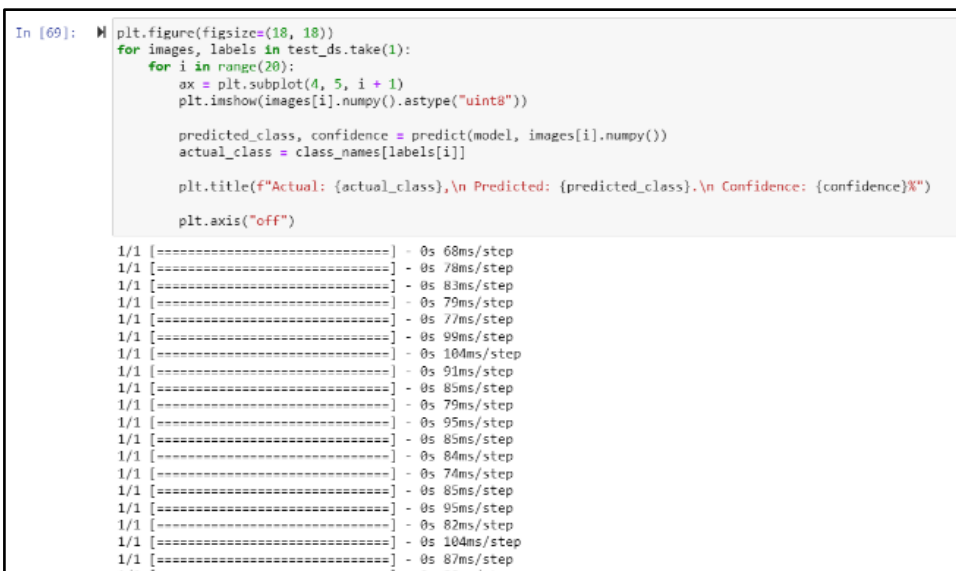 In [69]:
plt.figure(figsize=(18, 18))
for images, labels in test_ds.take(1):
    for i in range(20):
        ax = plt.subplot(4, 5, i + 1)
        plt.imshow(images[i].numpy().astype("uint8"))

        predicted_class, confidence = predict(model, images[i].numpy())
        actual_class = class_names[labels[i]]

        plt.title(f"Actual: {actual_class},\n Predicted: {predicted_class}.\n Confidence: {confidence}%")

        plt.axis("off")
1/1 [==============================] - 0s 68ms/step
1/1 [==============================] - 0s 78ms/step
1/1 [==============================] - 0s 83ms/step
1/1 [==============================] - 0s 79ms/step
1/1 [==============================] - 0s 77ms/step
1/1 [==============================] - 0s 99ms/step
1/1 [==============================] - 0s 104ms/step
1/1 [==============================] - 0s 91ms/step
1/1 [==============================] - 0s 85ms/step
1/1 [==============================] - 0s 79ms/step
1/1 [==============================] - 0s 95ms/step
1/1 [==============================] - 0s 85ms/step
1/1 [==============================] - 0s 84ms/step
1/1 [==============================] - 0s 74ms/step
1/1 [==============================] - 0s 85ms/step
1/1 [==============================] - 0s 95ms/step
1/1 [==============================] - 0s 82ms/step
1/1 [==============================] - 0s 104ms/step
1/1 [==============================] - 0s 87ms/step